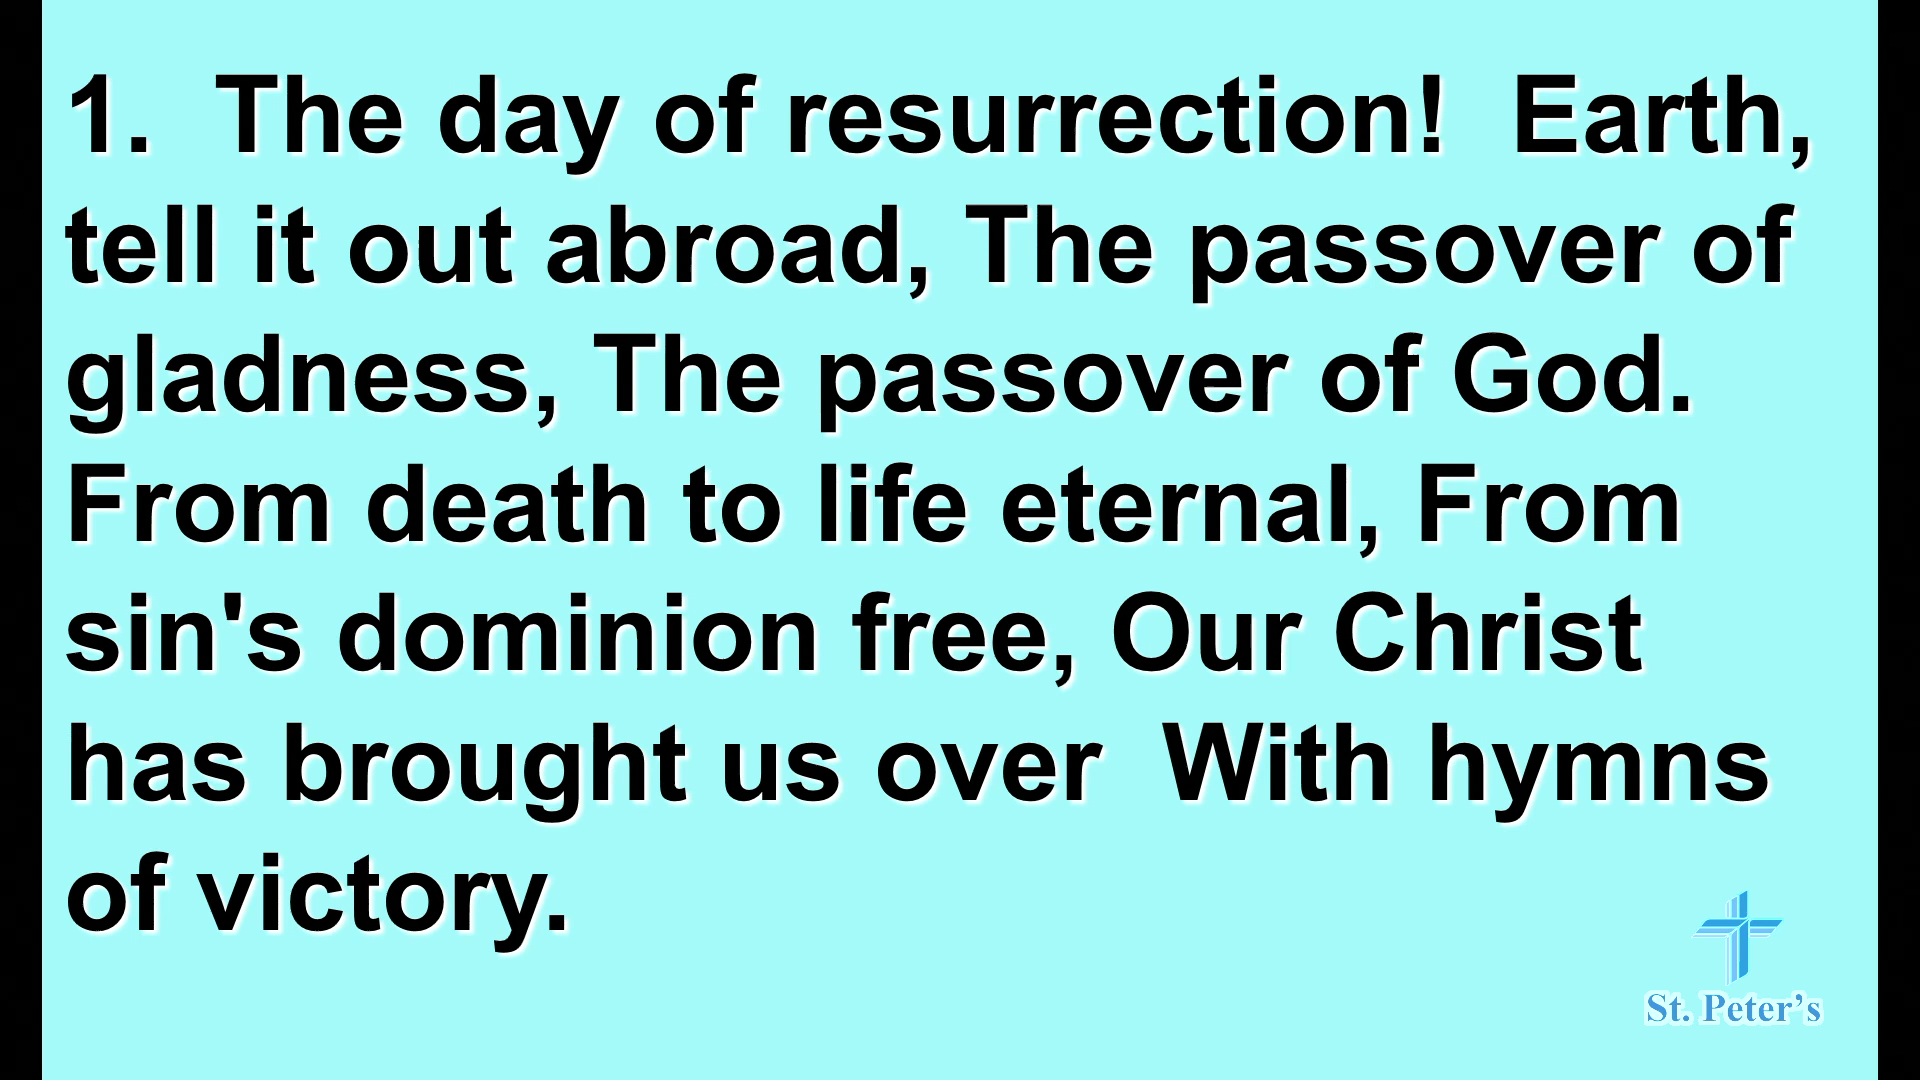 1.  The day of resurrection!  Earth,
tell it out abroad, The passover of
gladness, The passover of God.
From death to life eternal, From
sin's dominion free, Our Christ
has brought us over  With hymns
of victory.
St. Peter’s